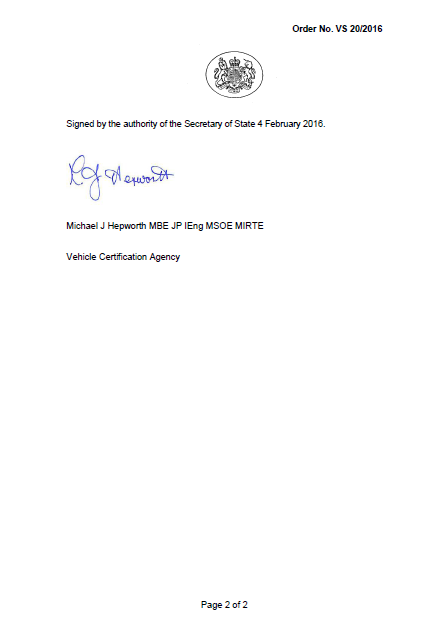 Order No. VS 20/2016
Signed by the authority of the Secretary of State 4 February 2016.
Hepworth
Michael J Hepworth MBE JP IEng MSOE MIRTE
Vehicle Certification Agency
Page 2 of 2